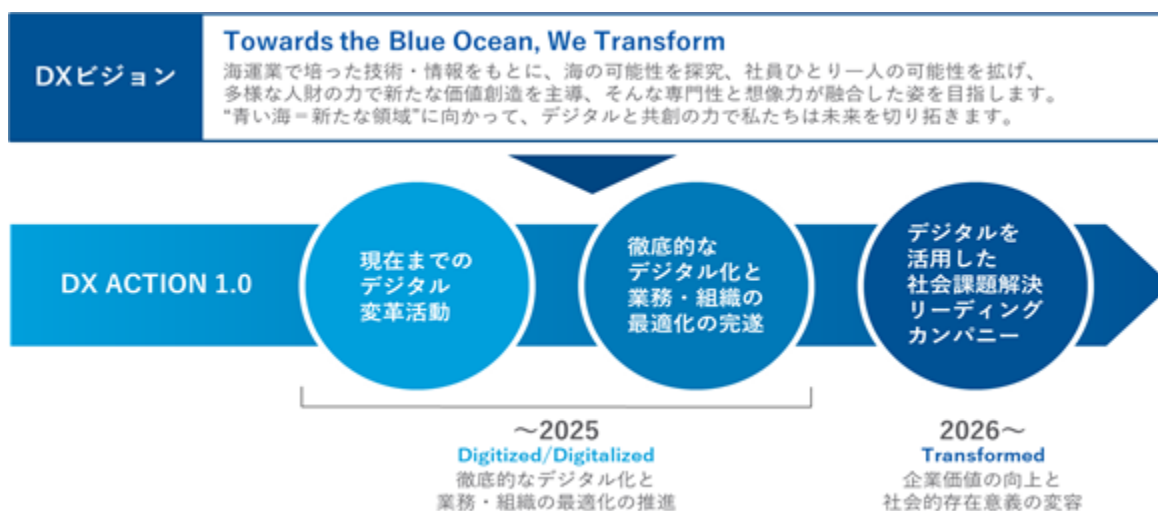 DXビジョン
Towards the Blue Ocean, We Transform
海運業で培った技術・情報をもとに、海の可能性を探究、社員ひとり一人の可能性を拡げ、
多様な人財の力で新たな価値創造を主導、そんな専門性と想像力が融合した姿を目指します。
“青い海＝新たな領域”に向かって、デジタルと共創の力で私たちは未来を切り拓きます。
DX ACTION 1.0
現在までの
デジタル
変革活動
徹底的な
デジタル化と
業務・組織の
最適化の完遂
デジタルを
活用した
社会課題解決
リーディング
カンパニー
～2025
Digitized/Digitalized
徹底的なデジタル化と
業務・組織の最適化の推進
2026～
Transformed
企業価値の向上と
社会的存在意義の変容